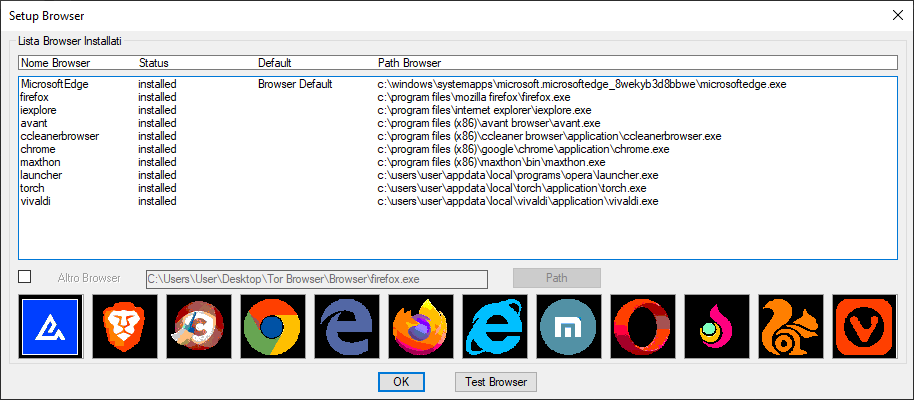 Setup Browser
Lista Browser Installati
Nome Browser Status Default Path Browser
MicrosoftEdge installed Browser Default c:\windows\systemapps\microsoft.microsoftedge_8wekyb3d8bbwe\microsoftedge.exe
firefox installed c:\program files\mozilla firefox\firefox.exe
iexplore installed c:\program files\internet explorer\iexplore.exe
avant installed c:\program files (x86)\avant browser\avant.exe
ccleanerbrowser installed c:\program files (x86)\ccleaner browser\application\ccleanerbrowser.exe
chrome installed c:\program files (x86)\google\chrome\application\chrome.exe
maxthon installed c:\program files (x86)\maxthon\bin\maxthon.exe
launcher installed c:\users\user\appdata\local\programs\opera\launcher.exe
torch installed c:\users\user\appdata\local\torch\application\torch.exe
vivaldi installed c:\users\user\appdata\local\vivaldi\application\vivaldi.exe
Altro Browser C:\Users\User\Desktop\Tor Browser\Browser\firefox.exe Path
OK Test Browser